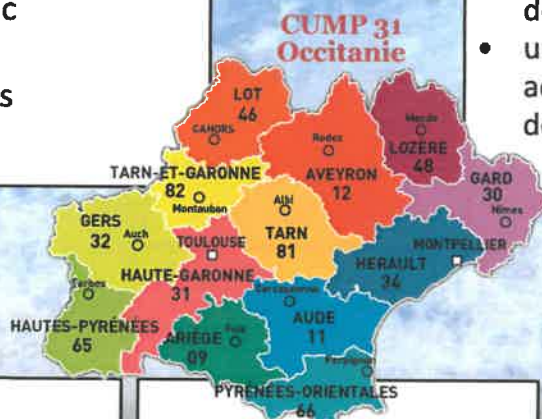 c
s
CUMP 31
Occitanie
d
• u
a
d
LOT
46
CAHORS
Rodez
AVEYRON
12
Mende
LOZÈRE
48
GARD
30
Nîmes
TARN-ET-GARONNE
82
Montauban
Albi
TARN
81
GERS
32
Auch
TOULOUSE
HAUTE-GARONNE
31
MONTPELLIER
HERAULT
34
Tarbes
HAUTES-PYRÉNÉES
65
ARIÈGE
09
Foix
Carcassonne
AUDE
11
Perpignan
PYRÉNÉES-ORIENTALES
66